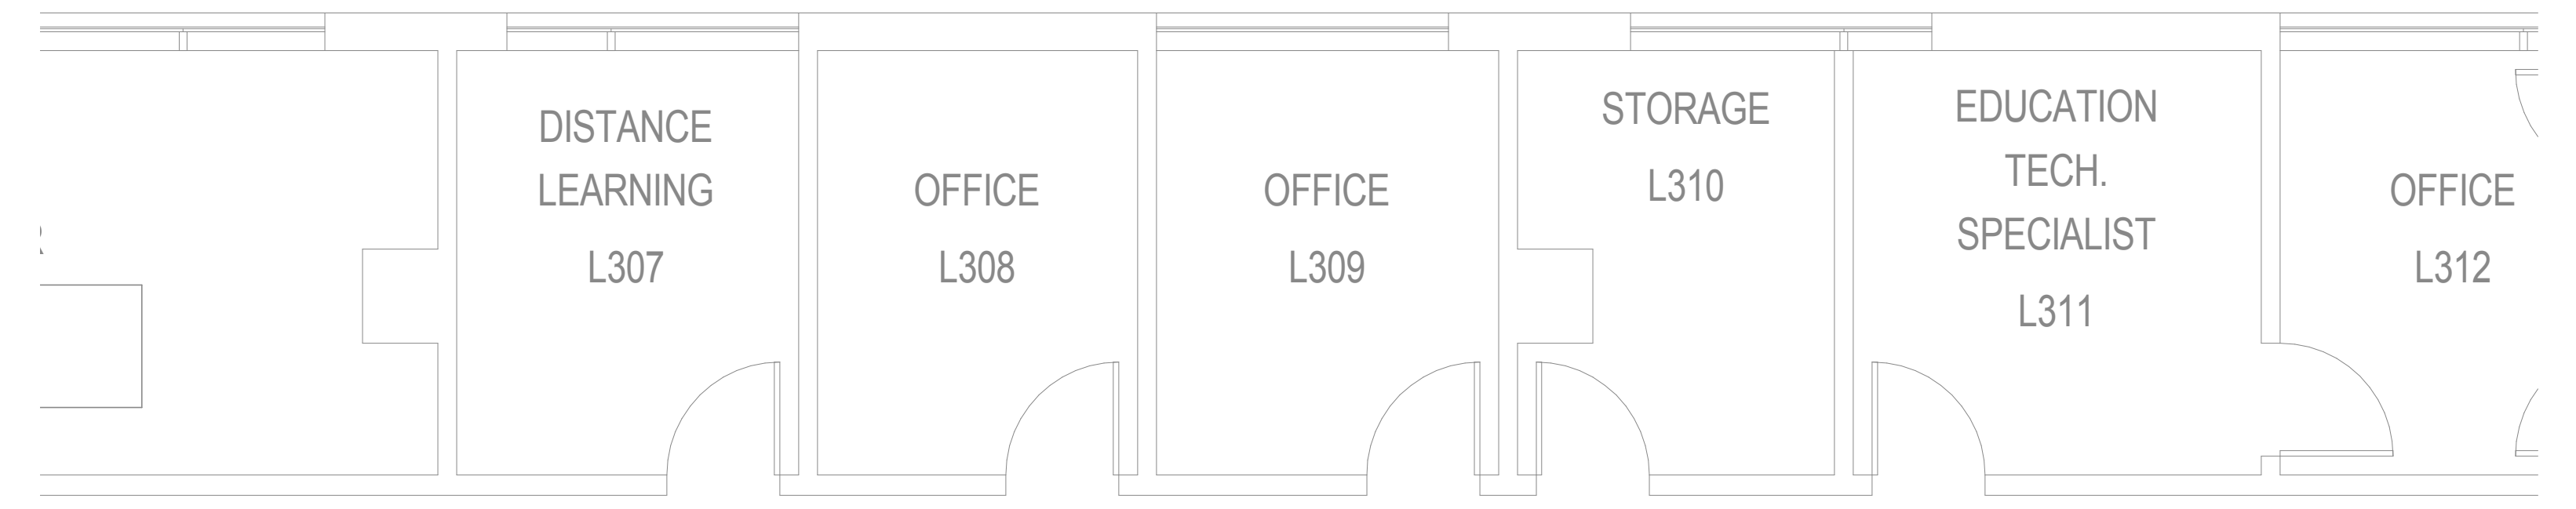 DISTANCE
LEARNING
L307
OFFICE
L308
OFFICE
L309
STORAGE
L310
EDUCATION
TECH.
SPECIALIST
L311
OFFICE
L312